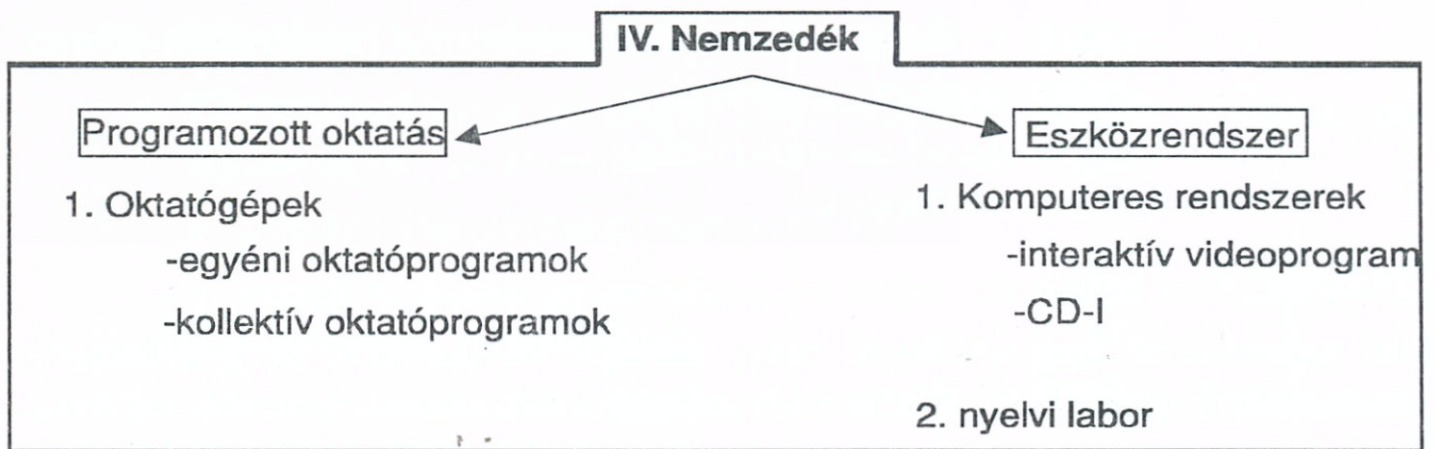 IV. Nemzedék
Programozott oktatás
1. Oktatógépek
-egyéni oktatóprogramok
-kollektív oktatóprogramok
Eszközrendszer
1. Komputeres rendszerek
-interaktív videoprogram
-CD-I
2. nyelvi labor